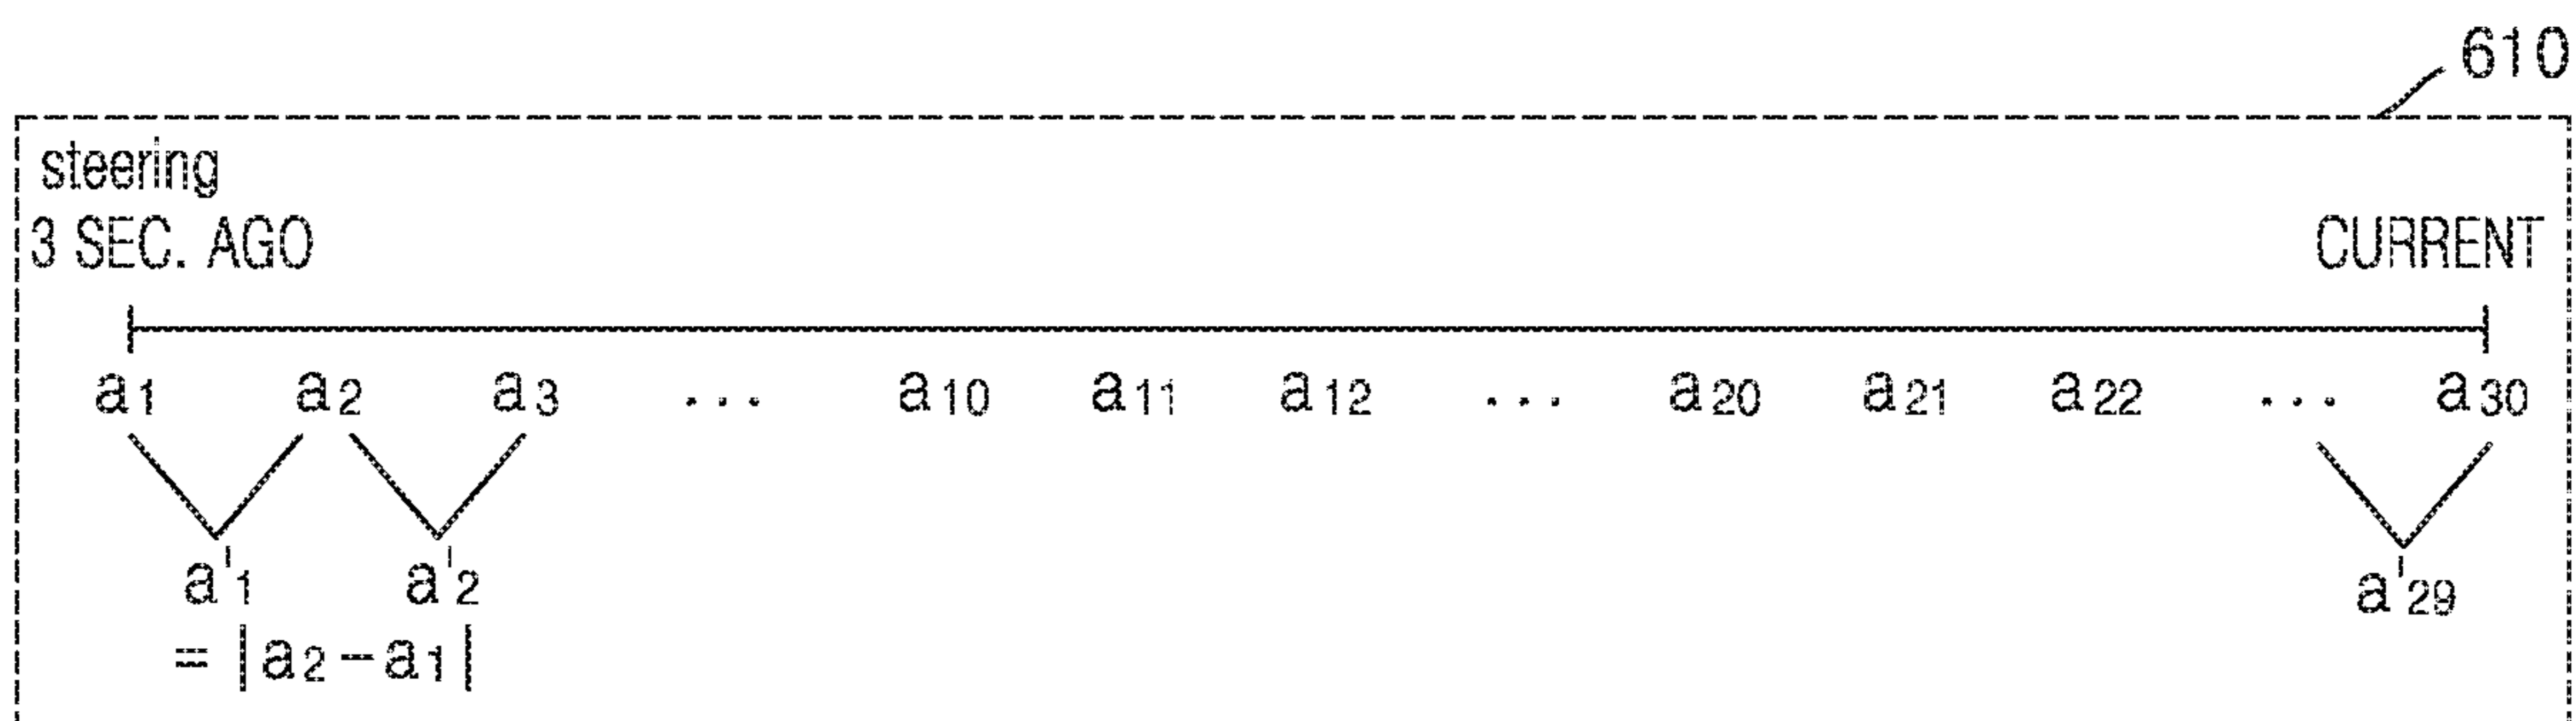 610
steering
3 SEC. AGO CURRENT
a1 a2 a3 ... a10 a11 a12 ... a20 a21 a22 ... a30
a'1 a'2 a'29
= |a2-a1|